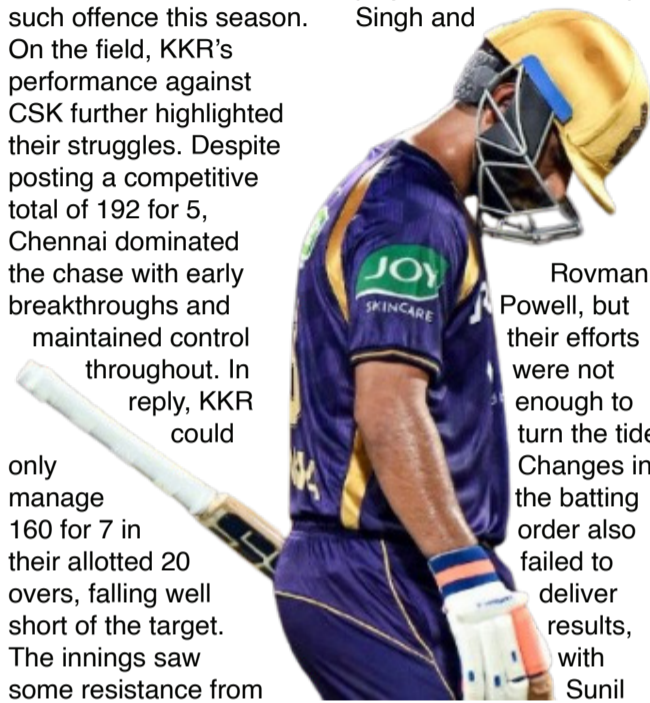 such offence this season.
On the field, KKR's
performance against
CSK further highlighted
their struggles. Despite
posting a competitive
total of 192 for 5,
Chennai dominated
the chase with early
breakthroughs and
maintained control
throughout. In
reply, KKR
could
only
manage
160 for 7 in
their allotted 20
overs, falling well
short of the target.
The innings saw
some resistance from
Singh and
Rovman
Powell, but
their efforts
were not
enough to
turn the tide
Changes in
the batting
order also
failed to
deliver
results,
with
Sunil
JOY
SKINCARE